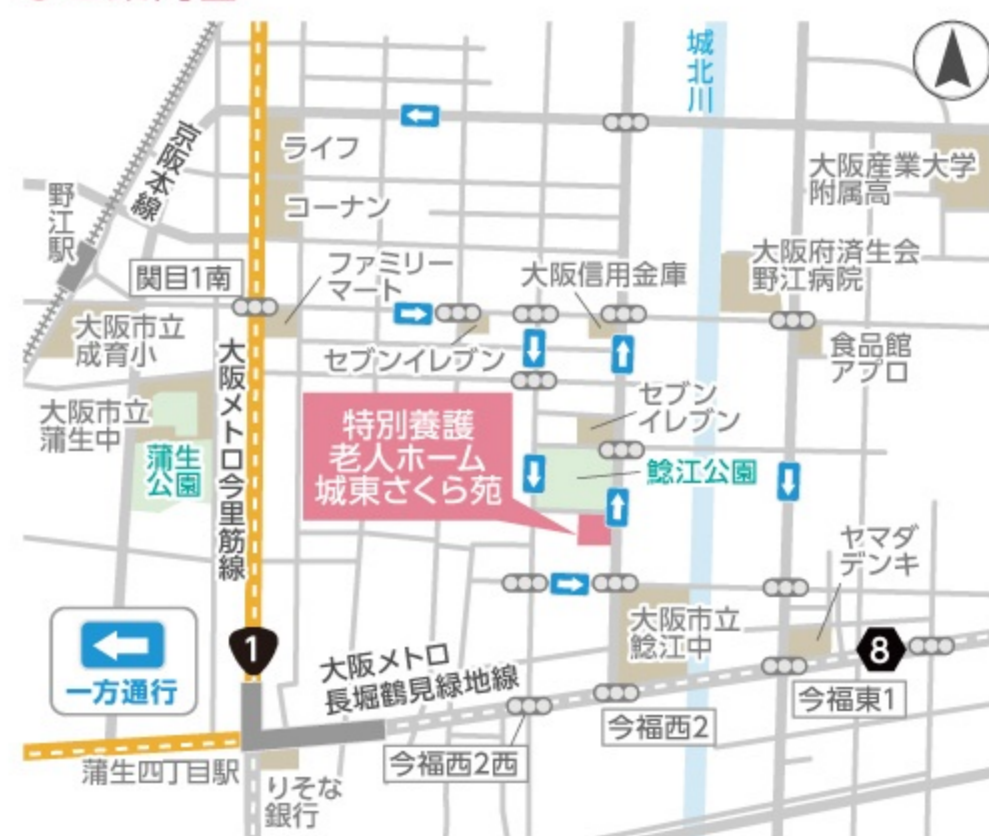 城北川
京阪本線
ライフ
大阪産業大学
附属高
野江駅
コーナン
大阪府済生会
野江病院
関目1南
ファミリー
マート
大阪信用金庫
大阪市立
成育小
セブンイレブン
食品館
アプロ
大阪メトロ今里筋線
大阪市立
蒲生中
セブン
イレブン
特別養護
老人ホーム
城東さくら苑
蒲生
公園
鯰江公園
ヤマダ
デンキ
大阪市立
鯰江中
一方通行
1
8
大阪メトロ
長堀鶴見緑地線
今福東1
今福西2
今福西2西
蒲生四丁目駅
りそな
銀行